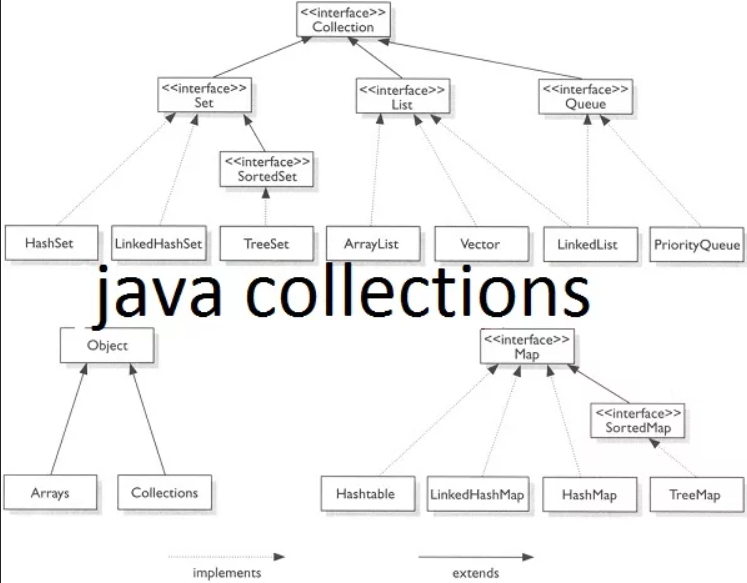 <<interface>>
Collection
<<interface>>
Set
<<interface>>
List
<<interface>>
Queue
<<interface>>
SortedSet
HashSet
LinkedHashSet
TreeSet
ArrayList
Vector
LinkedList
PriorityQueue
java collections
Object
<<interface>>
Map
<<interface>>
SortedMap
Arrays
Collections
Hashtable
LinkedHashMap
HashMap
TreeMap
implements
extends